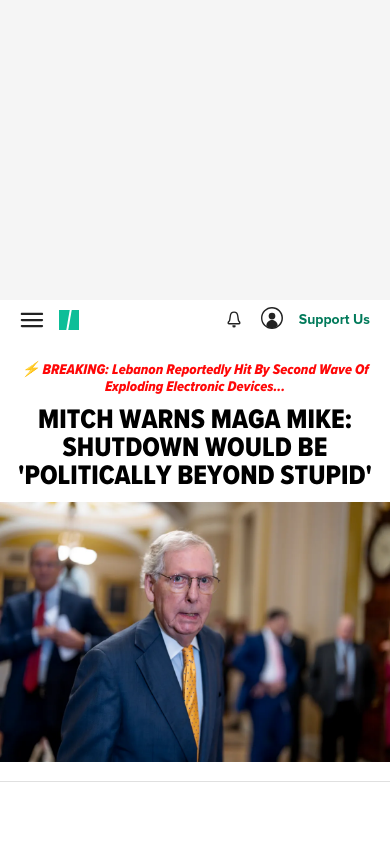 Support Us
⚡ BREAKING: Lebanon Reportedly Hit By Second Wave Of
Exploding Electronic Devices...
MITCH WARNS MAGA MIKE:
SHUTDOWN WOULD BE
'POLITICALLY BEYOND STUPID'